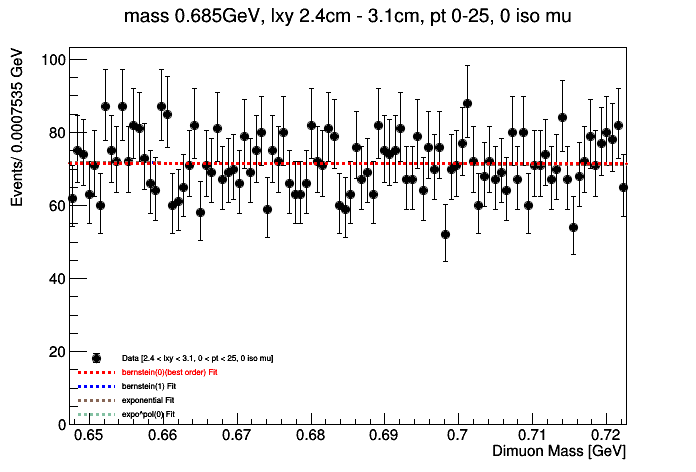 mass 0.685GeV, lxy 2.4cm - 3.1cm, pt 0-25, 0 iso mu
Events/ 0.0007535 GeV
100
80
60
40
20
0
Data [2.4 < lxy < 3.1, 0 < pt < 25, 0 iso mu]
bernstein(0)(best order) Fit
bernstein(1) Fit
exponential Fit
expo*pol(0) Fit
0.65 0.66 0.67 0.68 0.69 0.7 0.71 0.72
Dimuon Mass [GeV]